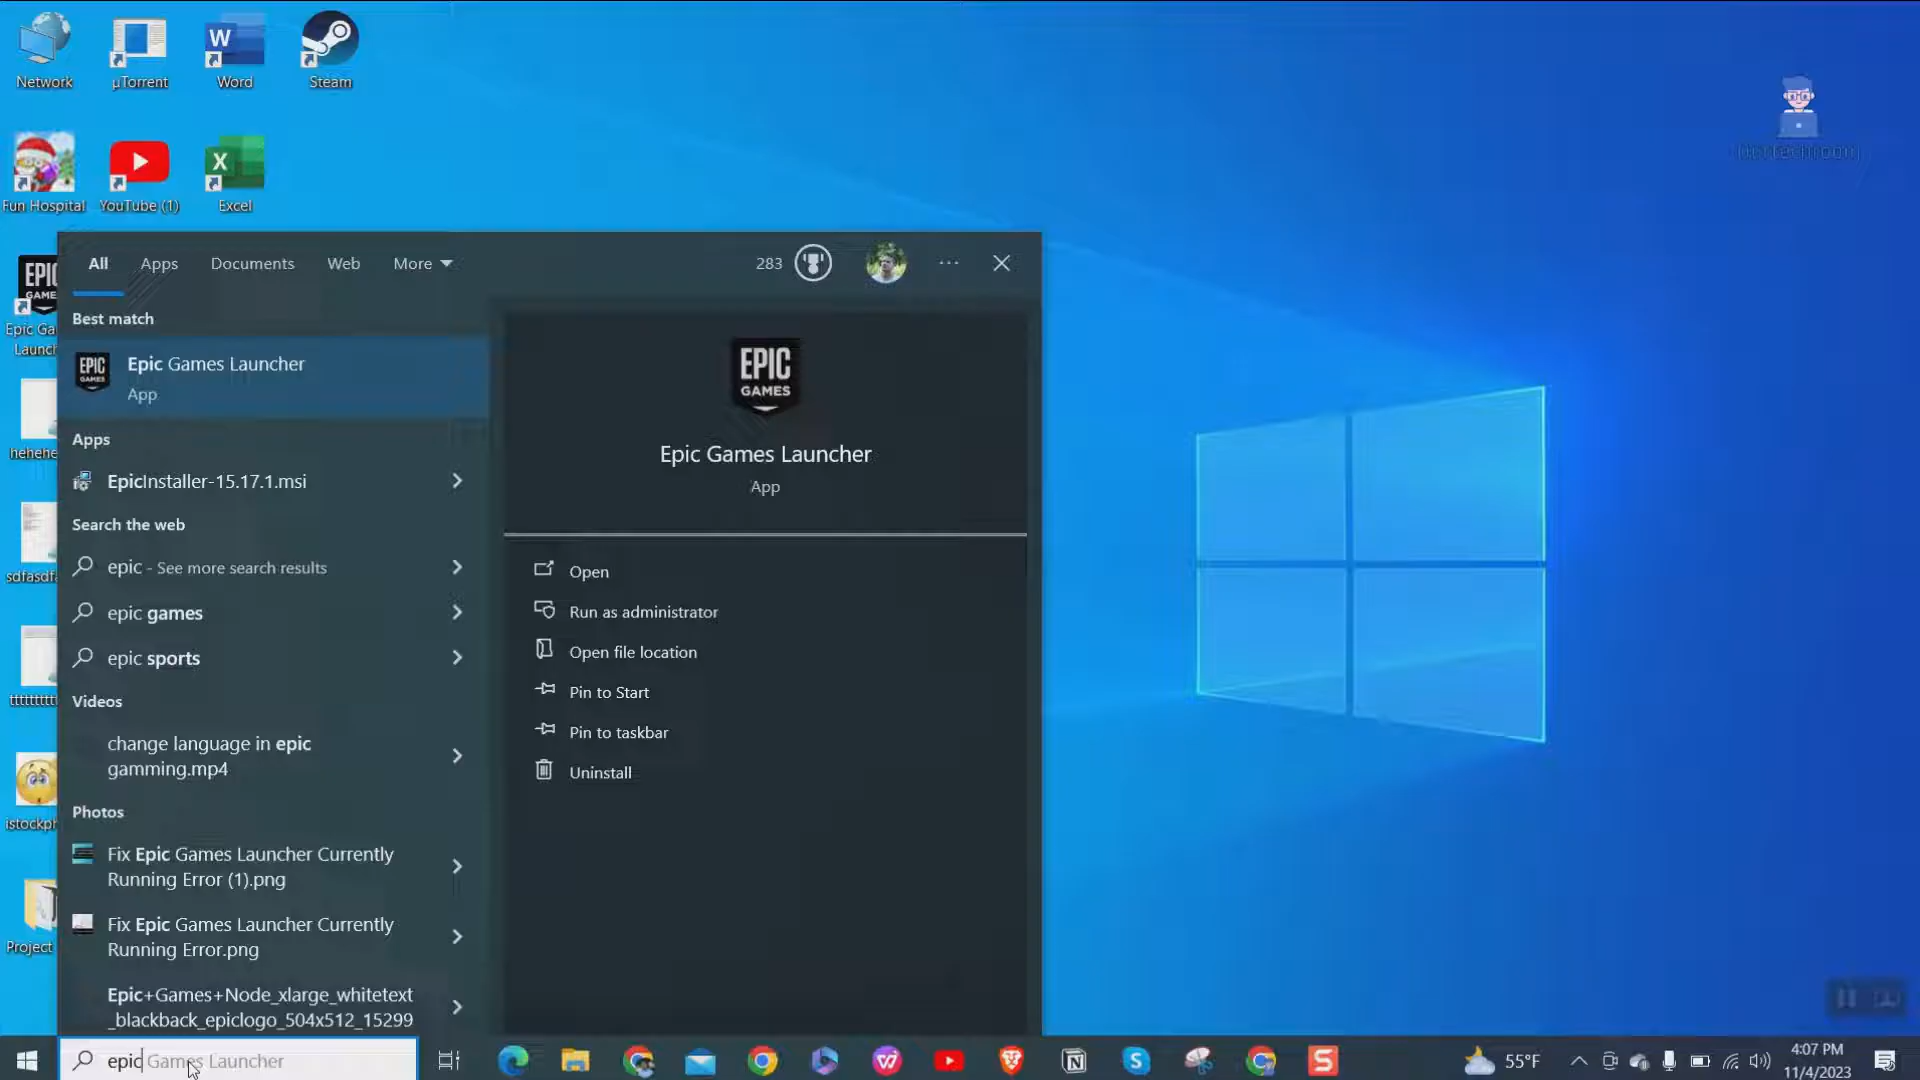 Network
µTorrent
Word
Steam
Fun Hospital
YouTube (1)
Excel
EPIC
GAME
Epic Ga
Launch
hehehe
sdfasdfa
ttttttttttt
istockph
Project
All
Apps
Documents
Web
More
283
Best match
EPIC
GAMES
Epic Games Launcher
App
Apps
EpicInstaller-15.17.1.msi
Search the web
epic - See more search results
epic games
epic sports
Videos
change language in epic
gamming.mp4
Photos
Fix Epic Games Launcher Currently
Running Error (1).png
Fix Epic Games Launcher Currently
Running Error.png
Epic+Games+Node_xlarge_whitetext
_blackback_epiclogo_504x512_15299
EPIC
GAMES
Epic Games Launcher
App
Open
Run as administrator
Open file location
Pin to Start
Pin to taskbar
Uninstall
epic Games Launcher
55°F
4:07 PM
11/4/2023